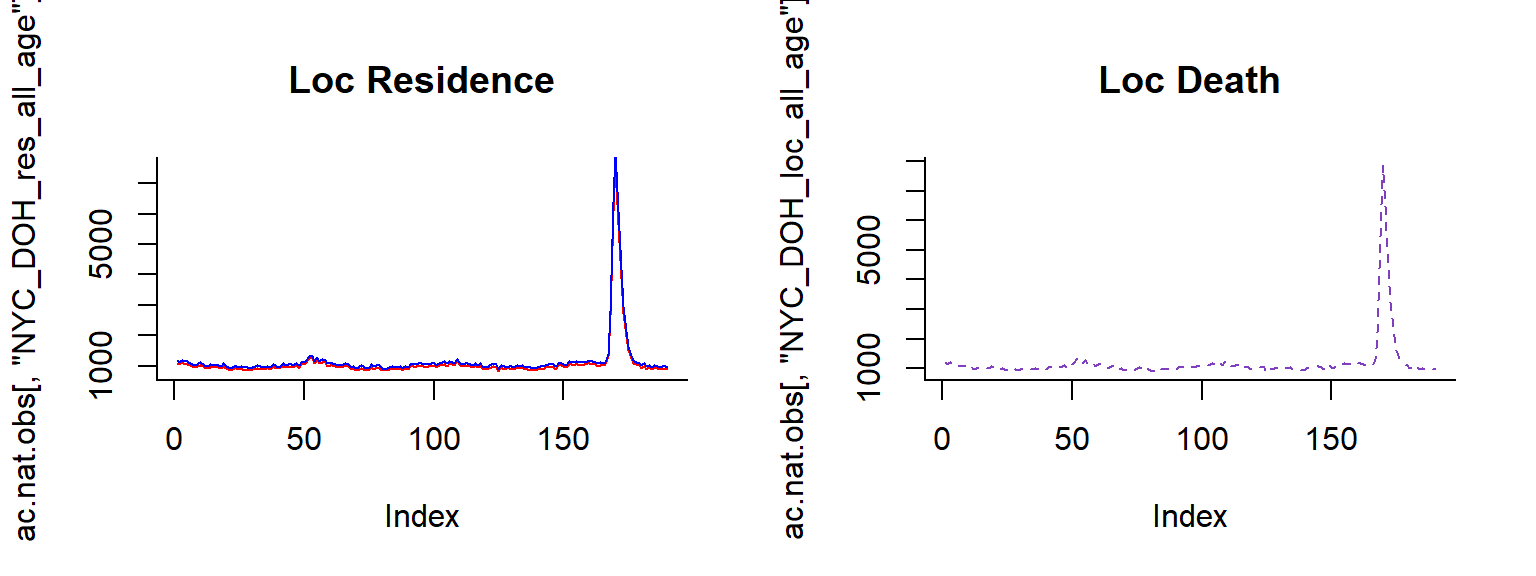 Loc Residence
ac.nat.obs[, "NYC_DOH_res_all_age"]
5000
1000
0 50 100 150
Index
Loc Death
ac.nat.obs[, "NYC_DOH_loc_all_age"]
5000
1000
0 50 100 150
Index